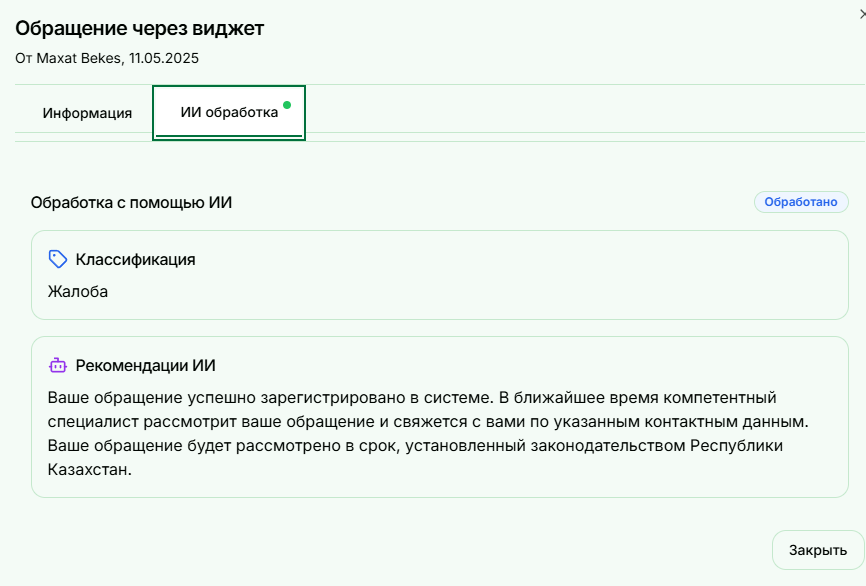 Обращение через виджет
От Maxat Bekes, 11.05.2025
Информация
ИИ обработка
Обработка с помощью ИИ
Обработано
Классификация
Жалоба
Рекомендации ИИ
Ваше обращение успешно зарегистрировано в системе. В ближайшее время компетентный
специалист рассмотрит ваше обращение и свяжется с вами по указанным контактным данным.
Ваше обращение будет рассмотрено в срок, установленный законодательством Республики
Казахстан.
Закрыть